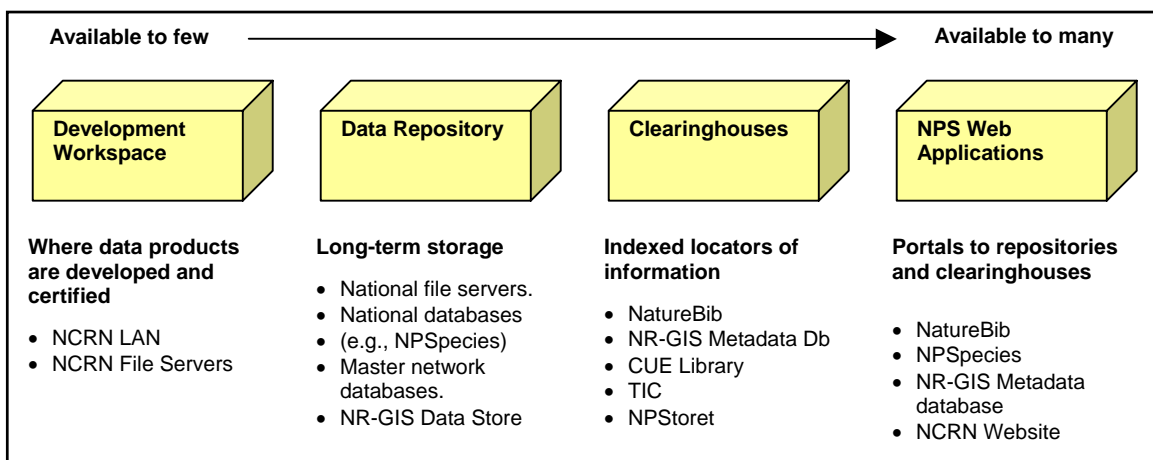 Available to few
Available to many
Development
Workspace
Data Repository
Clearinghouses
NPS Web
Applications
Where data products
are developed and
certified
• NCRN LAN
• NCRN File Servers
Long-term storage
• National file servers.
• National databases
• (e.g., NPSpecies)
• Master network
databases.
• NR-GIS Data Store
Indexed locators of
information
• NatureBib
• NR-GIS Metadata Db
• CUE Library
• TIC
• NPStoret
Portals to repositories
and clearinghouses
• NatureBib
• NPSpecies
• NR-GIS Metadata
database
• NCRN Website